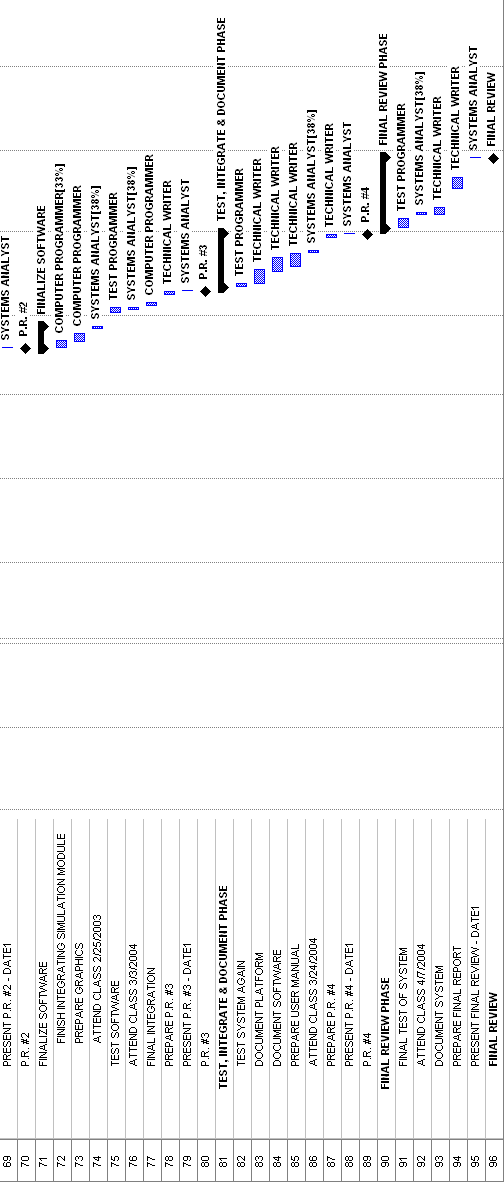 69 PRESENT P.R. #2 - DATE1 SYSTEMS ANALYST
70 P.R. #2 P.R. #2
71 FINALIZE SOFTWARE FINALIZE SOFTWARE
72 FINISH INTEGRATING SIMULATION MODULE COMPUTER PROGRAMMER[33%]
73 PREPARE GRAPHICS COMPUTER PROGRAMMER
74 ATTEND CLASS 2/25/2003 SYSTEMS ANALYST[38%]
75 TEST SOFTWARE TEST PROGRAMMER
76 ATTEND CLASS 3/3/2004 SYSTEMS ANALYST[38%]
77 FINAL INTEGRATION COMPUTER PROGRAMMER
78 PREPARE P.R. #3 TECHNICAL WRITER
79 PRESENT P.R. #3 - DATE1 SYSTEMS ANALYST
80 P.R. #3 P.R. #3
81 TEST, INTEGRATE & DOCUMENT PHASE TEST, INTEGRATE & DOCUMENT PHASE
82 TEST SYSTEM AGAIN TEST PROGRAMMER
83 DOCUMENT PLATFORM TECHNICAL WRITER
84 DOCUMENT SOFTWARE TECHNICAL WRITER
85 PREPARE USER MANUAL TECHNICAL WRITER
86 ATTEND CLASS 3/24/2004 SYSTEMS ANALYST[38%]
87 PREPARE P.R. #4 TECHNICAL WRITER
88 PRESENT P.R. #4 - DATE1 SYSTEMS ANALYST
89 P.R. #4 P.R. #4
90 FINAL REVIEW PHASE FINAL REVIEW PHASE
91 FINAL TEST OF SYSTEM TEST PROGRAMMER
92 ATTEND CLASS 4/7/2004 SYSTEMS ANALYST[38%]
93 DOCUMENT SYSTEM TECHNICAL WRITER
94 PREPARE FINAL REPORT TECHNICAL WRITER
95 PRESENT FINAL REVIEW - DATE1 SYSTEMS ANALYST
96 FINAL REVIEW FINAL REVIEW